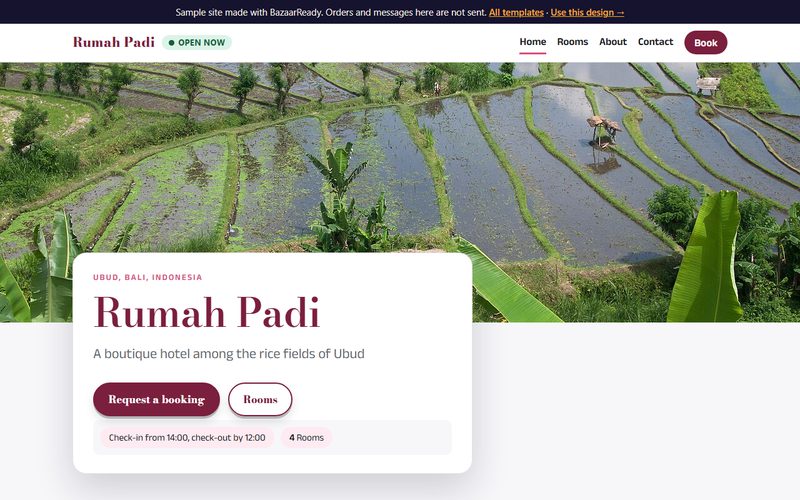 Sample site made with BazaarReady. Orders and messages here are not sent. All templates · Use this design →
Rumah Padi
OPEN NOW
Home Rooms About Contact Book
UBUD, BALI, INDONESIA
Rumah Padi
A boutique hotel among the rice fields of Ubud
Request a booking
Rooms
Check-in from 14:00, check-out by 12:00
4 Rooms